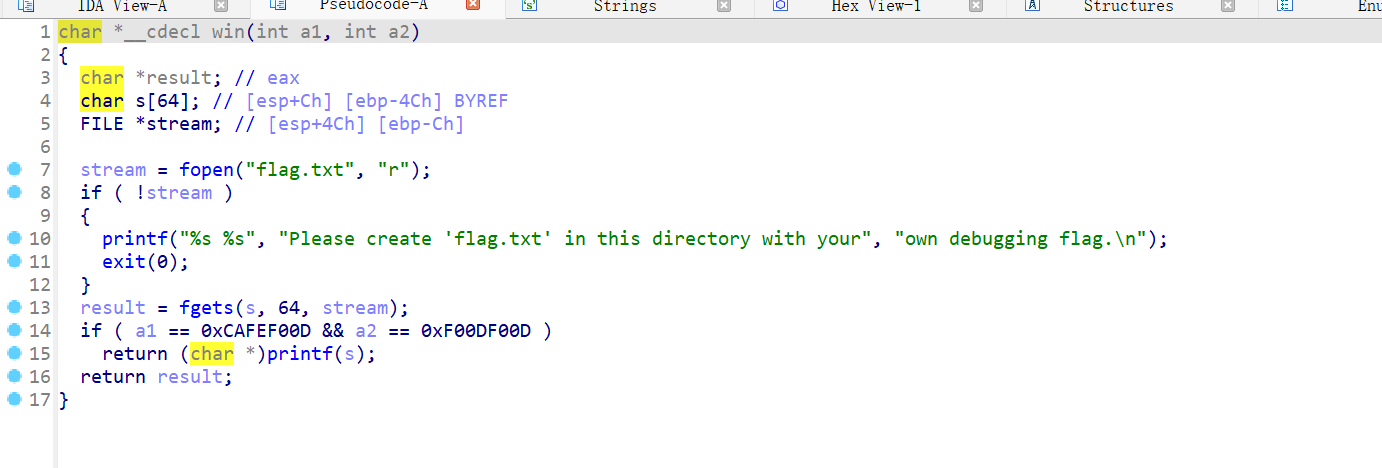 IDA View-A Pseudocode-A Strings Hex View-1 Structures Enu
1 char *__cdecl win(int a1, int a2)
2 {
3 char *result; // eax
4 char s[64]; // [esp+Ch] [ebp-4Ch] BYREF
5 FILE *stream; // [esp+4Ch] [ebp-Ch]
6
7 stream = fopen("flag.txt", "r");
8 if ( !stream )
9 {
10 printf("%s %s", "Please create 'flag.txt' in this directory with your", "own debugging flag.\n");
11 exit(0);
12 }
13 result = fgets(s, 64, stream);
14 if ( a1 == 0xCAFEF00D && a2 == 0xF00DF00D )
15 return (char *)printf(s);
16 return result;
17 }